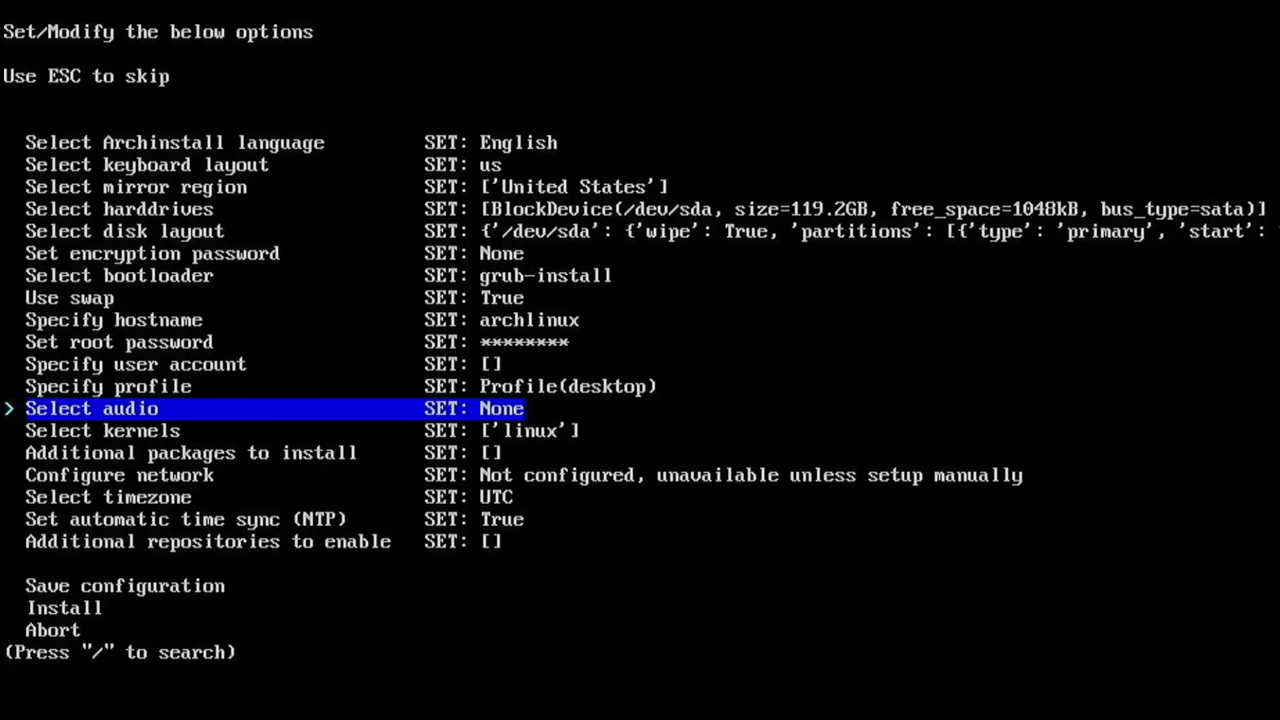 Set/Modify the below options
Use ESC to skip
Select Archinstall language SET: English
Select keyboard layout SET: us
Select mirror region SET: ['United States']
Select harddrives SET: [BlockDevice(/dev/sda, size=119.2GB, free_space=1048kB, bus_type=sata)]
Select disk layout SET: {'/dev/sda': {'wipe': True, 'partitions': [{'type': 'primary', 'start':
Set encryption password SET: None
Select bootloader SET: grub-install
Use swap SET: True
Specify hostname SET: archlinux
Set root password SET: ********
Specify user account SET: []
Specify profile SET: Profile(desktop)
> Select audio SET: None
Select kernels SET: ['linux']
Additional packages to install SET: []
Configure network SET: Not configured, unavailable unless setup manually
Select timezone SET: UTC
Set automatic time sync (NTP) SET: True
Additional repositories to enable SET: []
Save configuration
Install
Abort
(Press "/" to search)